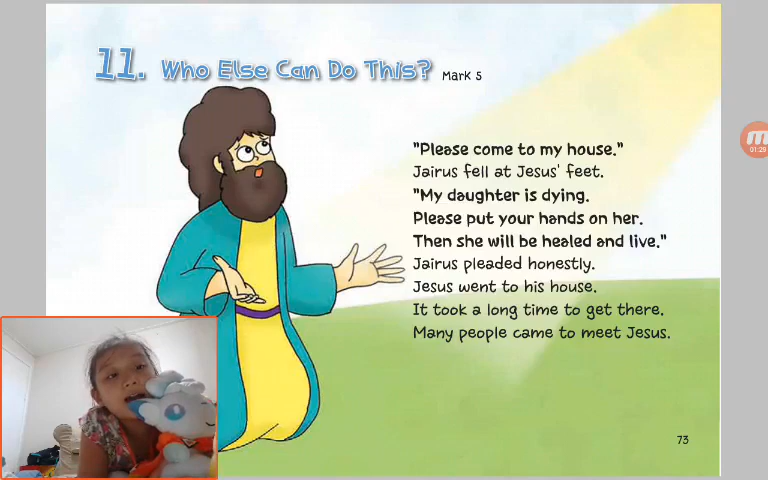 11. Who Else Can Do This? Mark 5
"Please come to my house."
Jairus fell at Jesus' feet.
"My daughter is dying.
Please put your hands on her.
Then she will be healed and live."
Jairus pleaded honestly.
Jesus went to his house.
It took a long time to get there.
Many people came to meet Jesus.
73
01:29